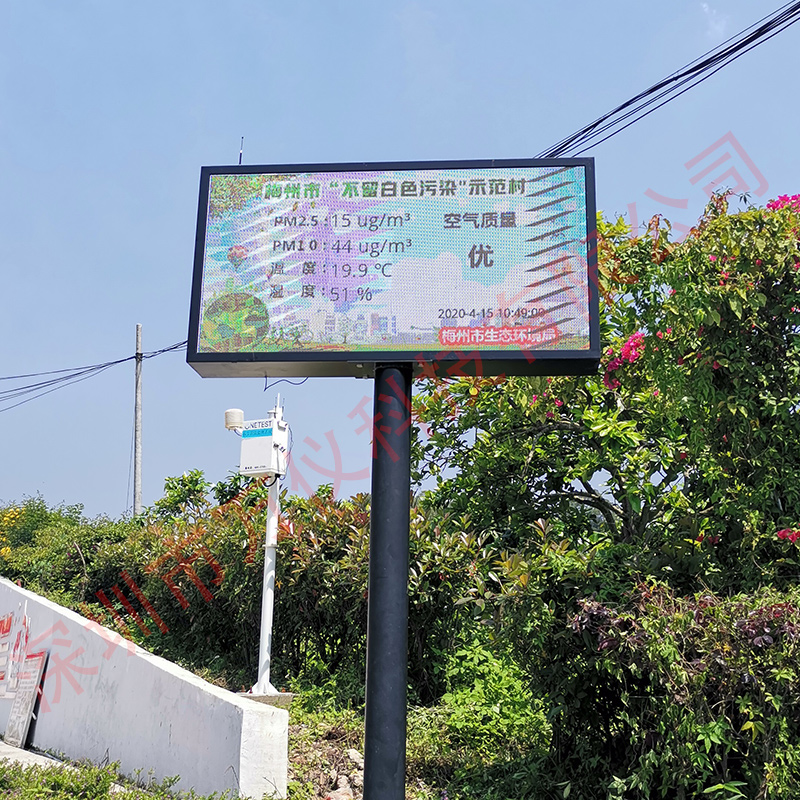 梅州市“不留白色污染”示范村
PM2.5：15 ug/m³
空气质量
PM10：44 ug/m³
优
温 度：19.9 ℃
湿 度：51 %
2020-4-15 10:49:00
梅州市生态环境局
ONETEST